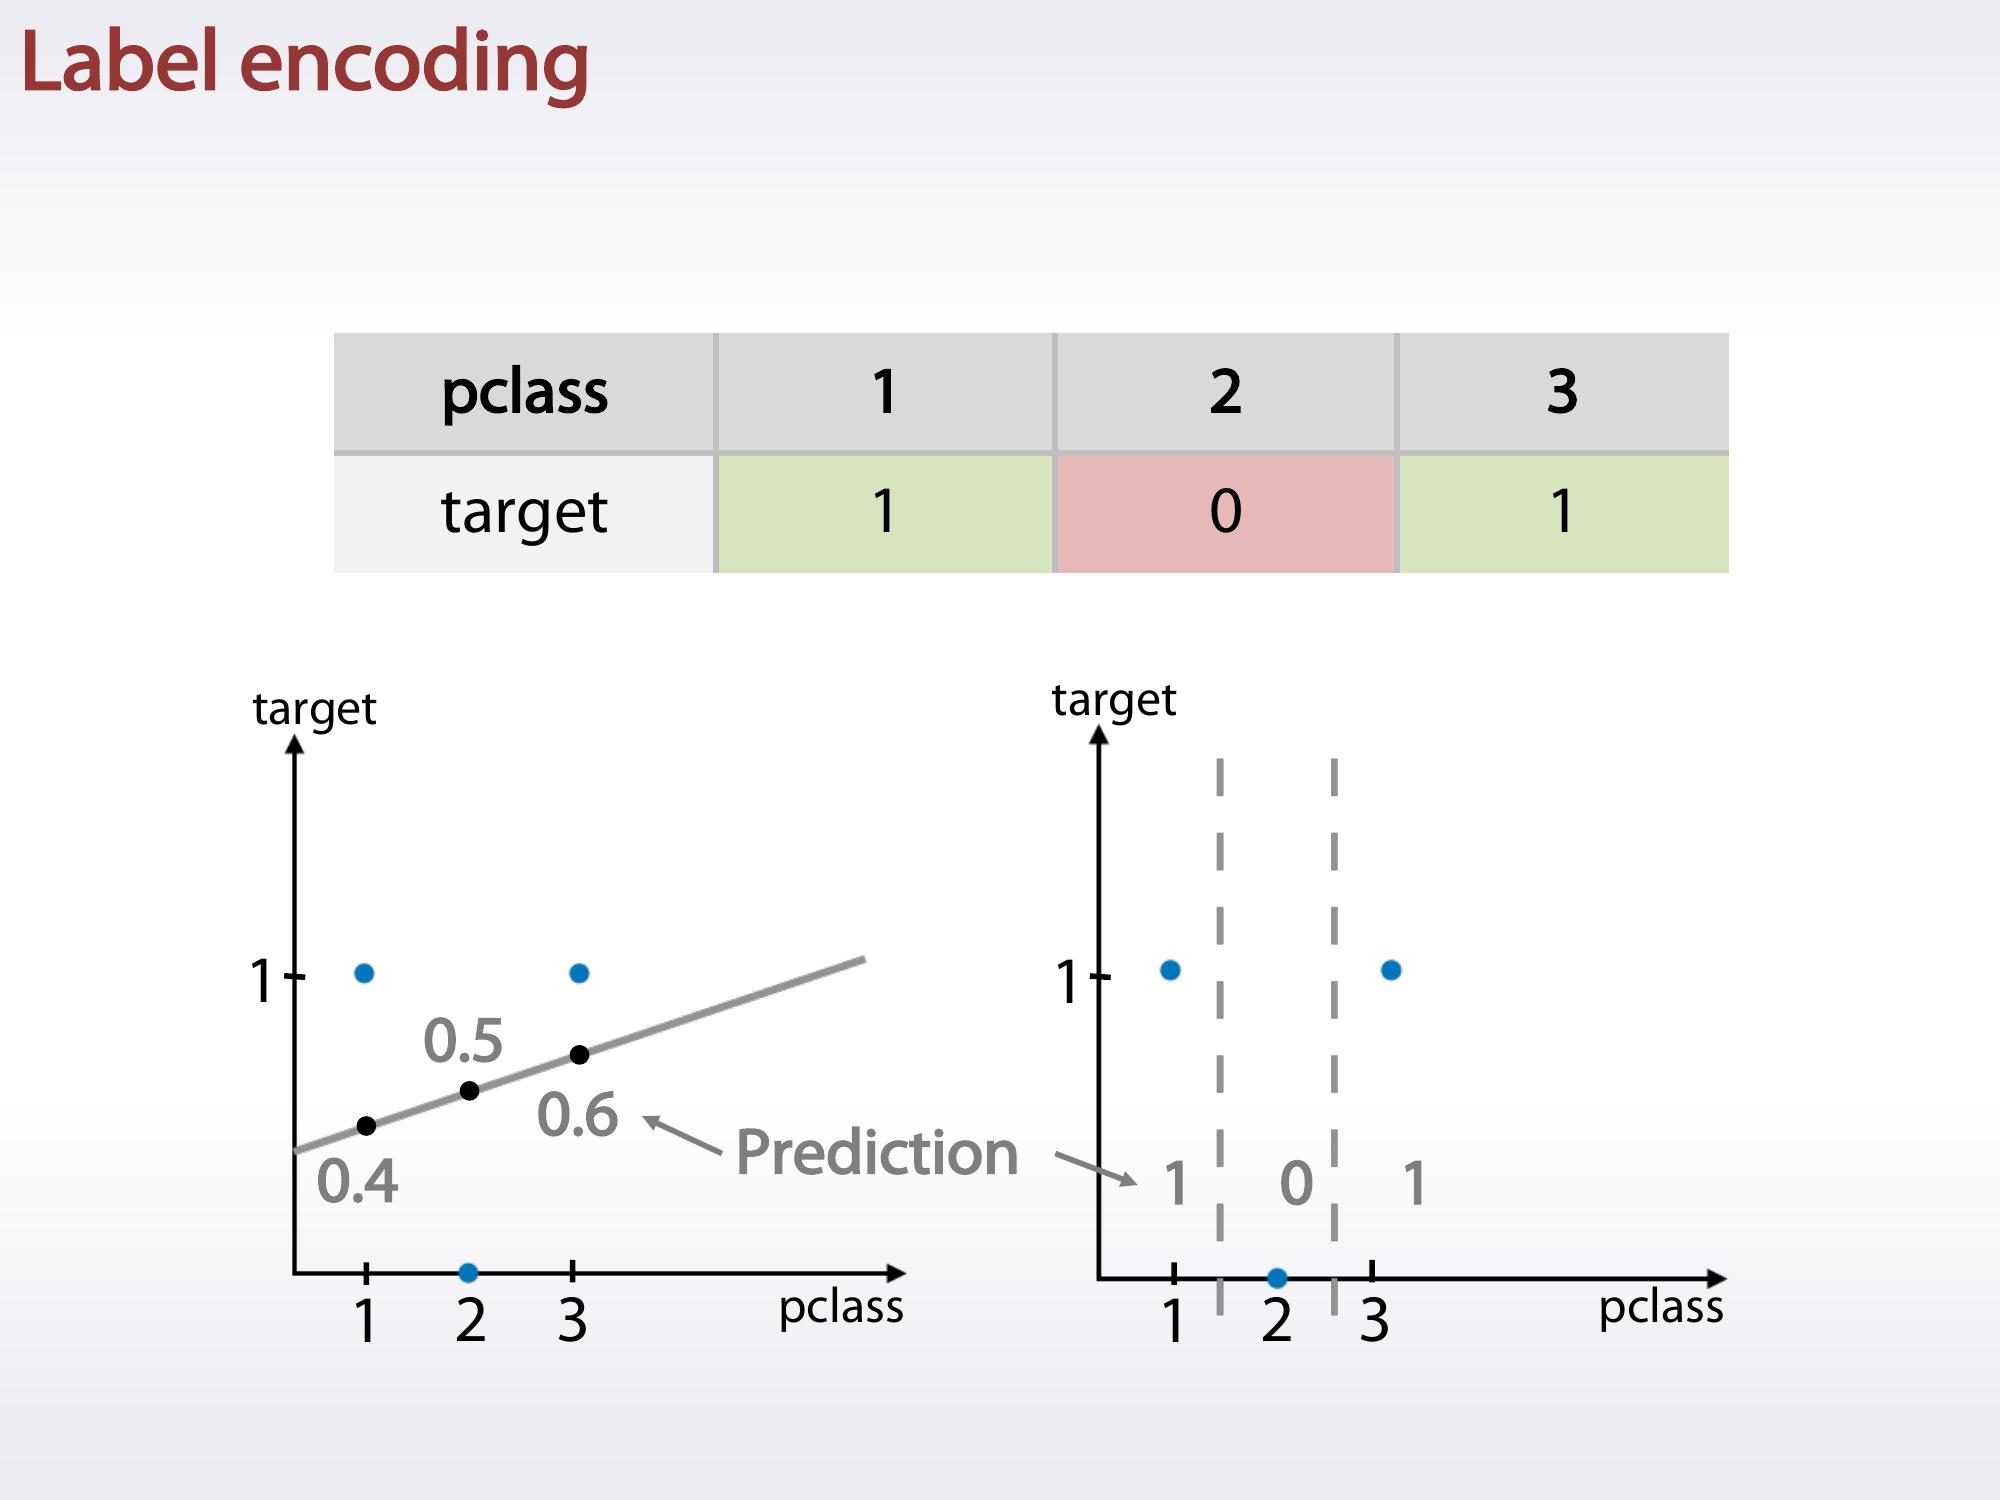 Label encoding
pclass 1 2 3
target 1 0 1
target
1
0.5
0.6
0.4
1 2 3
pclass
Prediction
target
1
1 0 1
1 2 3
pclass